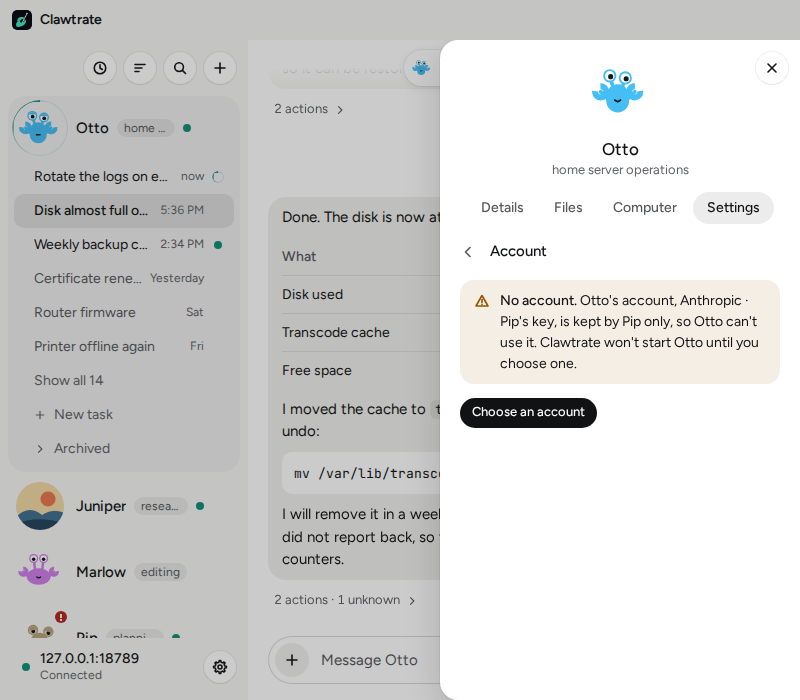 Clawtrate
Otto home ...
Rotate the logs on e... now
Disk almost full o... 5:36 PM
Weekly backup c... 2:34 PM
Certificate rene... Yesterday
Router firmware Sat
Printer offline again Fri
Show all 14
+ New task
Archived
Juniper resea...
Marlow editing
Pip planni...
127.0.0.1:18789
Connected
2 actions
Done. The disk is now at
What
Disk used
Transcode cache
Free space
I moved the cache to
undo:
mv /var/lib/transc
I will remove it in a
did not report back, so
counters.
2 actions · 1 unknown
Message Otto
Otto
home server operations
Details Files Computer Settings
Account
No account. Otto's account, Anthropic ·
Pip's key, is kept by Pip only, so Otto can't
use it. Clawtrate won't start Otto until you
choose one.
Choose an account